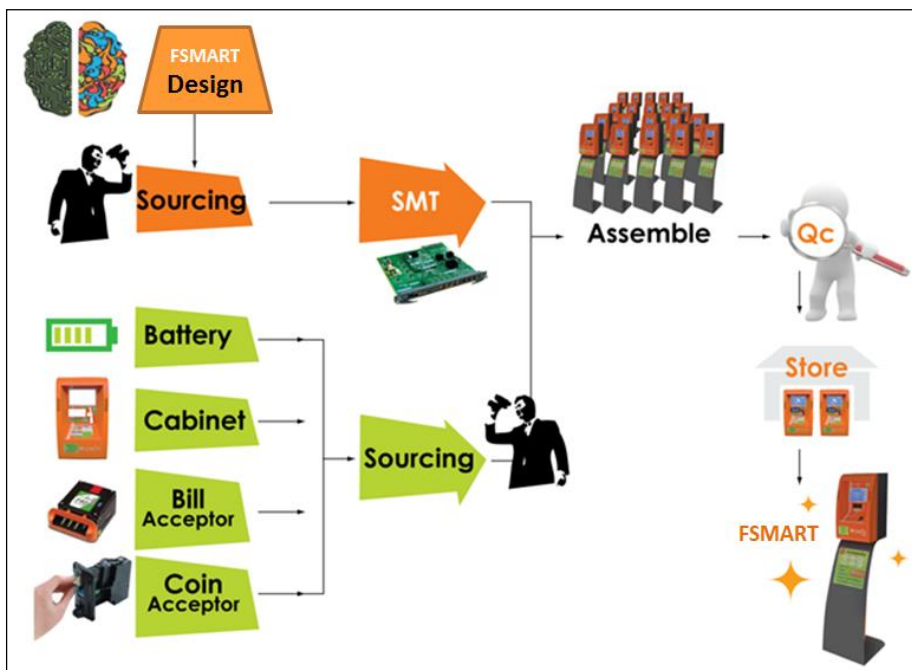 FSMART
Design
Sourcing
SMT
Assemble
Qc
Battery
Cabinet
Bill
Acceptor
Coin
Acceptor
Sourcing
Store
FSMART